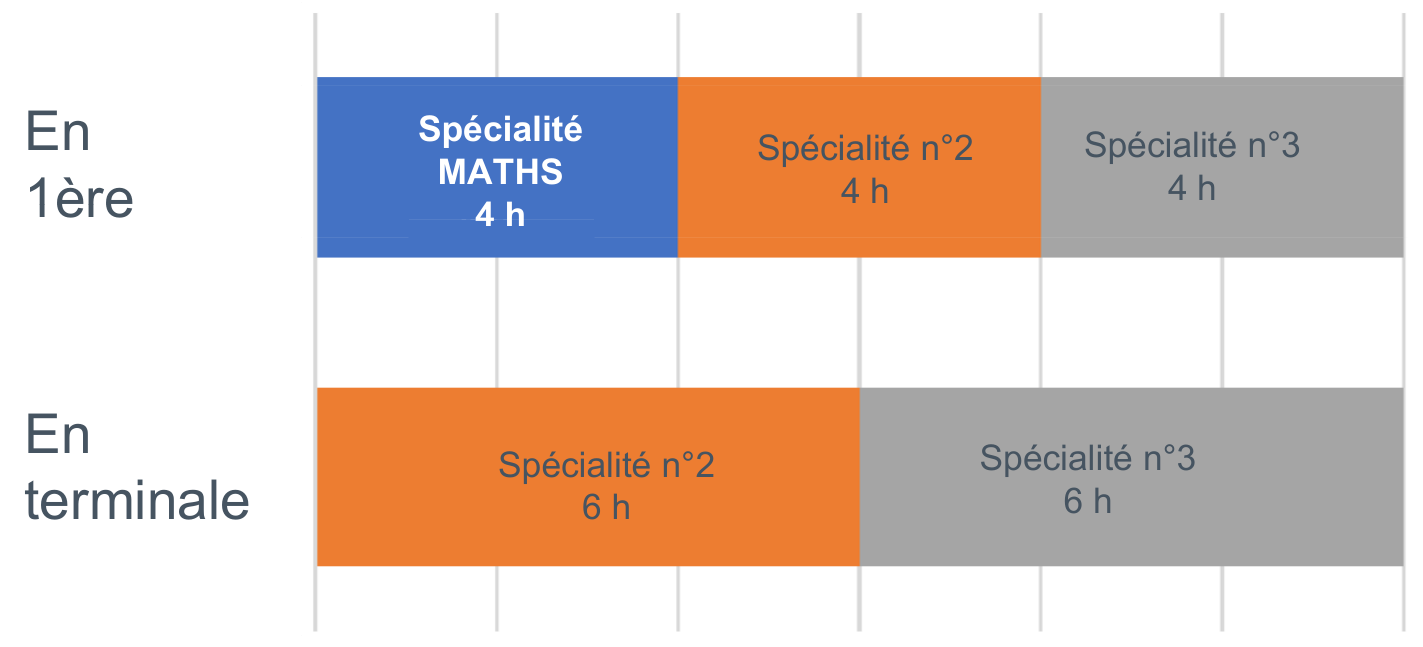 En
1ère
Spécialité
MATHS
4 h
Spécialité n°2
4 h
Spécialité n°3
4 h
En
terminale
Spécialité n°2
6 h
Spécialité n°3
6 h